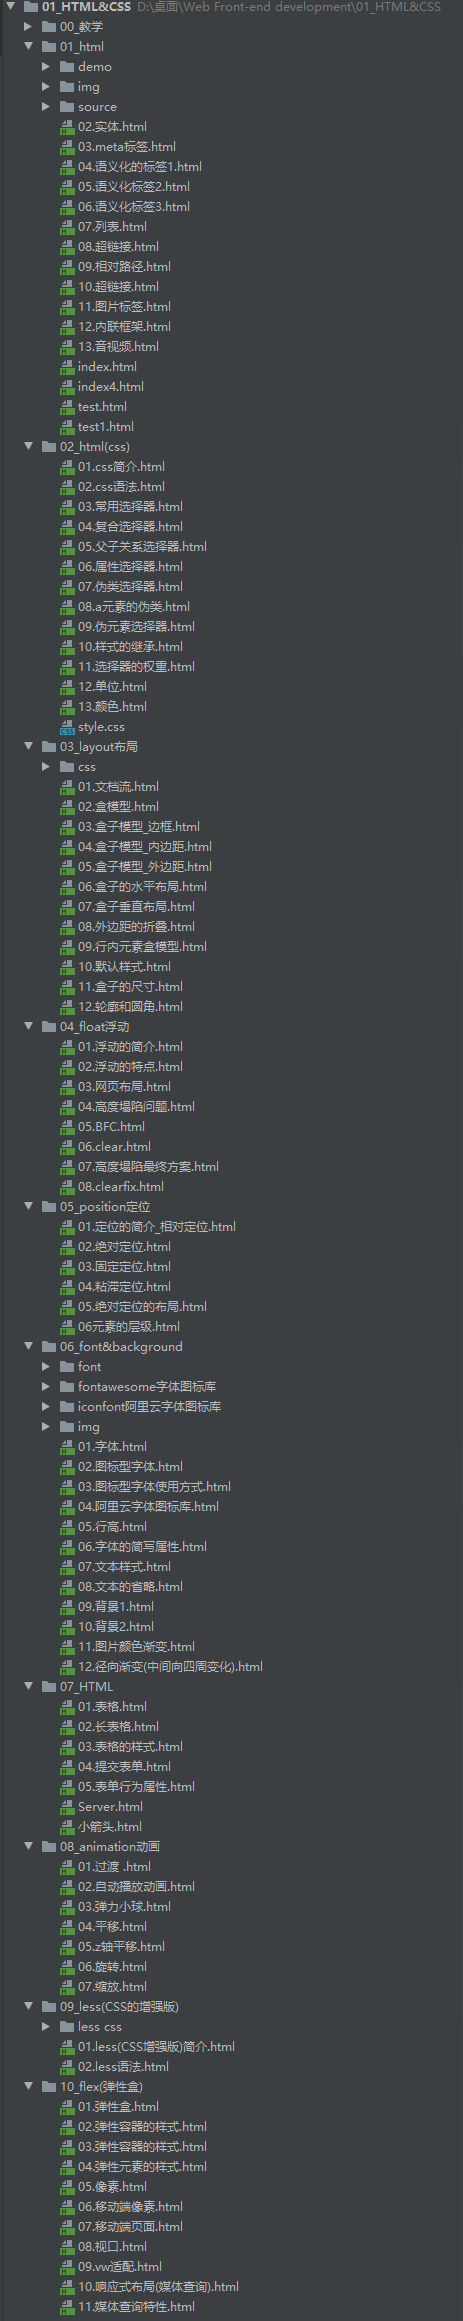 01_HTML&CSS D:\桌面\Web Front-end development\01_HTML&CSS
00_教学
01_html
demo
img
source
02.实体.html
03.meta标签.html
04.语义化的标签1.html
05.语义化标签2.html
06.语义化标签3.html
07.列表.html
08.超链接.html
09.相对路径.html
10.超链接.html
11.图片标签.html
12.内联框架.html
13.音视频.html
index.html
index4.html
test.html
test1.html
02_html(css)
01.css简介.html
02.css语法.html
03.常用选择器.html
04.复合选择器.html
05.父子关系选择器.html
06.属性选择器.html
07.伪类选择器.html
08.a元素的伪类.html
09.伪元素选择器.html
10.样式的继承.html
11.选择器的权重.html
12.单位.html
13.颜色.html
style.css
03_layout布局
css
01.文档流.html
02.盒模型.html
03.盒子模型_边框.html
04.盒子模型_内边距.html
05.盒子模型_外边距.html
06.盒子的水平布局.html
07.盒子垂直布局.html
08.外边距的折叠.html
09.行内元素盒模型.html
10.默认样式.html
11.盒子的尺寸.html
12.轮廓和圆角.html
04_float浮动
01.浮动的简介.html
02.浮动的特点.html
03.网页布局.html
04.高度塌陷问题.html
05.BFC.html
06.clear.html
07.高度塌陷最终方案.html
08.clearfix.html
05_position定位
01.定位的简介_相对定位.html
02.绝对定位.html
03.固定定位.html
04.粘滞定位.html
05.绝对定位的布局.html
06元素的层级.html
06_font&background
font
fontawesome字体图标库
iconfont阿里云字体图标库
img
01.字体.html
02.图标型字体.html
03.图标型字体使用方式.html
04.阿里云字体图标库.html
05.行高.html
06.字体的简写属性.html
07.文本样式.html
08.文本的省略.html
09.背景1.html
10.背景2.html
11.图片颜色渐变.html
12.径向渐变(中间向四周变化).html
07_HTML
01.表格.html
02.长表格.html
03.表格的样式.html
04.提交表单.html
05.表单行为属性.html
Server.html
小箭头.html
08_animation动画
01.过渡 .html
02.自动播放动画.html
03.弹力小球.html
04.平移.html
05.z轴平移.html
06.旋转.html
07.缩放.html
09_less(CSS的增强版)
less css
01.less(CSS增强版)简介.html
02.less语法.html
10_flex(弹性盒)
01.弹性盒.html
02.弹性容器的样式.html
03.弹性容器的样式.html
04.弹性元素的样式.html
05.像素.html
06.移动端像素.html
07.移动端页面.html
08.视口.html
09.vw适配.html
10.响应式布局(媒体查询).html
11.媒体查询特性.html